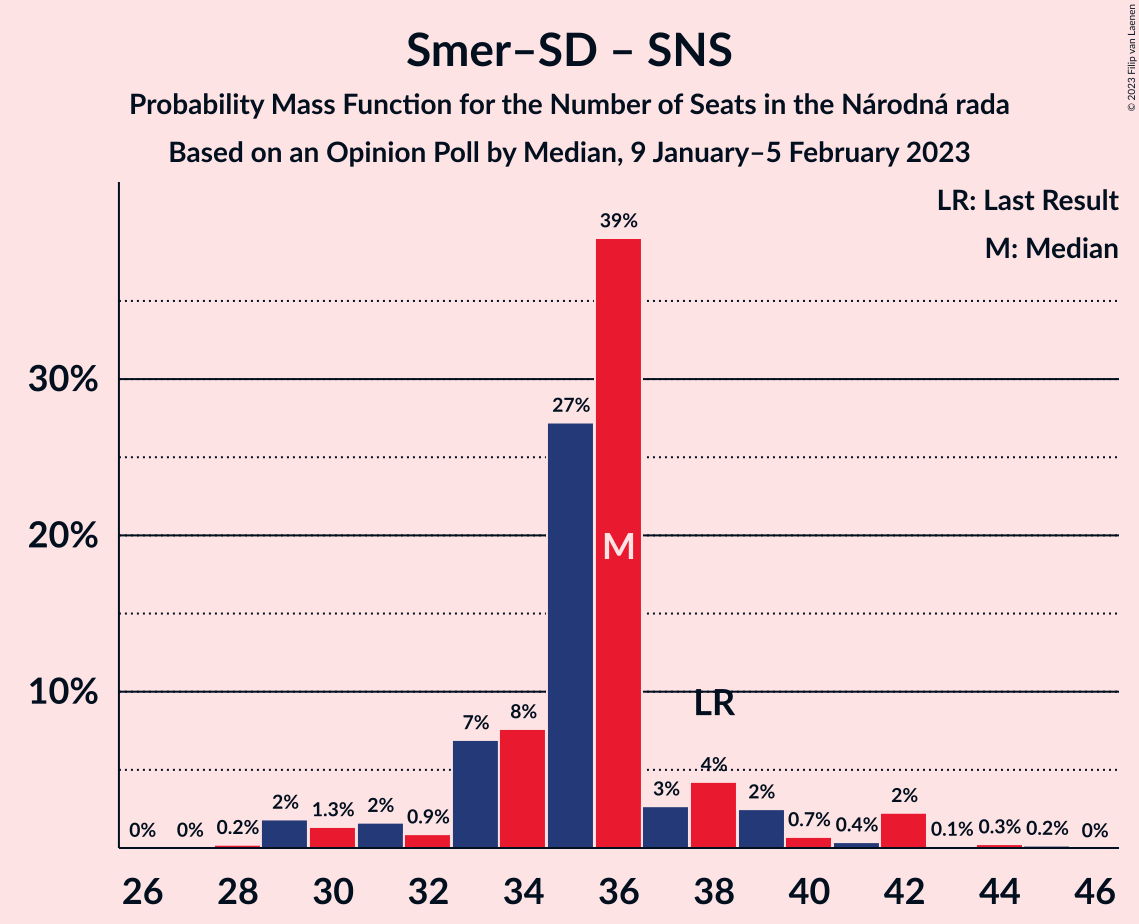 Smer–SD – SNS
Probability Mass Function for the Number of Seats in the Národná rada
Based on an Opinion Poll by Median, 9 January–5 February 2023
© 2023 Filip van Laenen
LR: Last Result
M: Median
30%
20%
10%
0%
0%
0.2%
2%
1.3%
2%
0.9%
7%
8%
27%
39%
3%
4%
2%
0.7%
0.4%
2%
0.1%
0.3%
0.2%
0%
M
LR
26 28 30 32 34 36 38 40 42 44 46